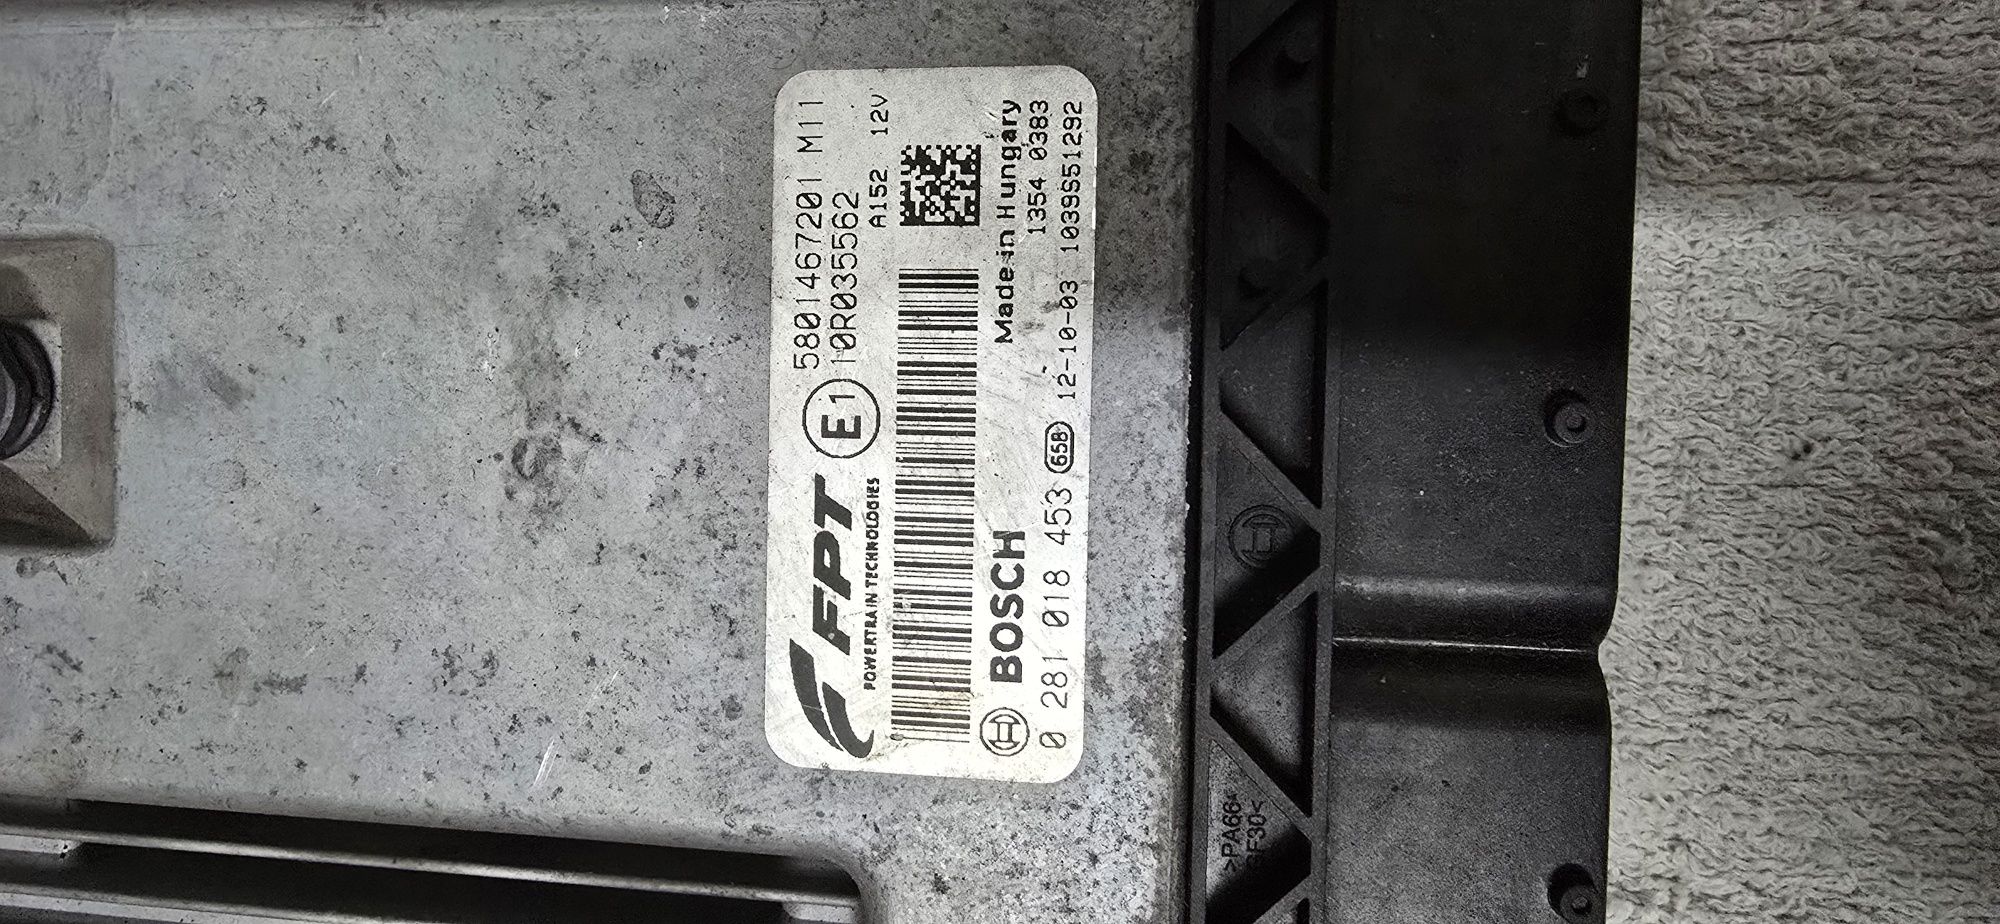 FPT
POWERTRAIN TECHNOLOGIES
5801467201 M11
E1 10R035562
A152 12V
BOSCH
Made in Hungary
1354 0383
0 281 018 453 658 12-10-03 1039S51292
>PA66-